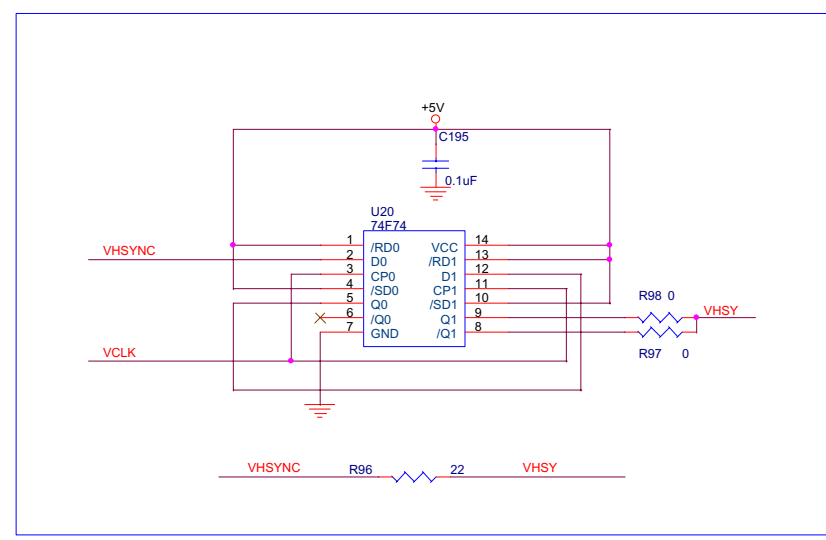 +5V
C195
0.1uF
U20
74F74
1 /RD0 VCC 14
VHSYNC 2 D0 /RD1 13
3 CP0 D1 12
4 /SD0 CP1 11
5 Q0 /SD1 10
6 /Q0 Q1 9
7 GND /Q1 8
R98 0
VHSY
R97 0
VCLK
VHSYNC R96 22 VHSY